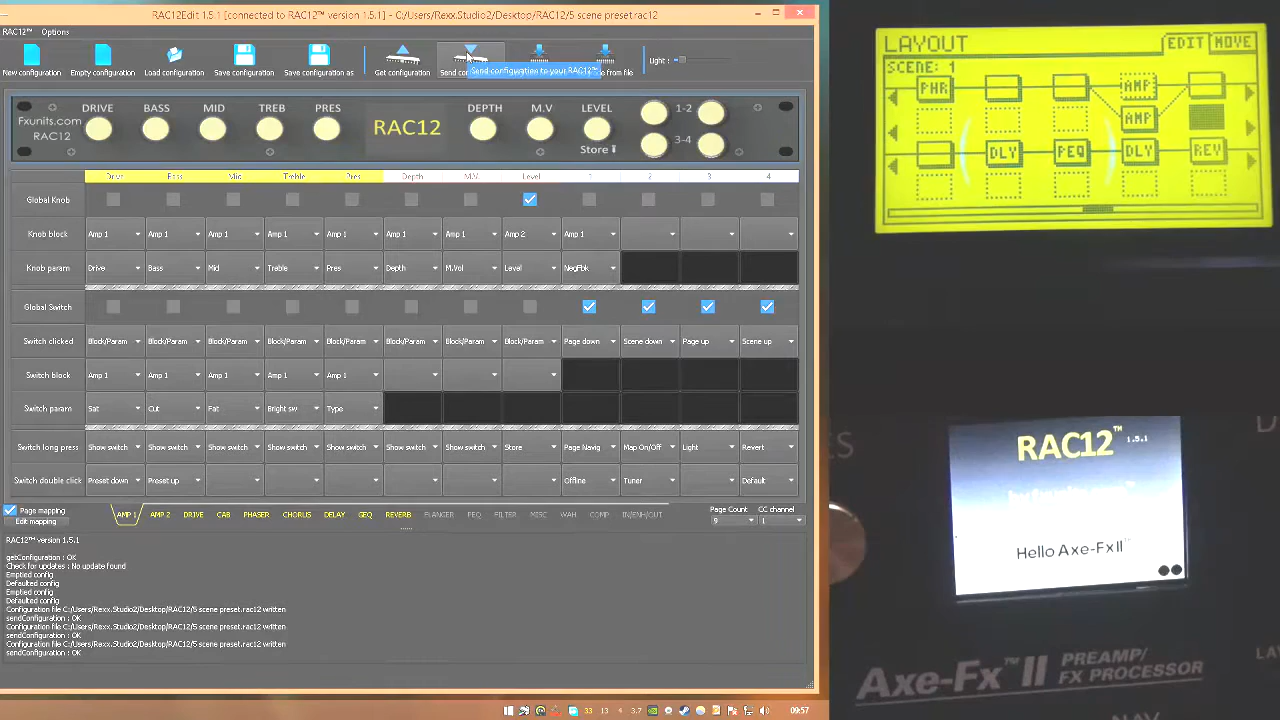 RAC12Edit 1.5.1 [connected to RAC12™ version 1.5.1] - C:/Users/Rexx.Studio2/Desktop/RAC12/5 scene preset.rac12
RAC12™ Options
New configuration Empty configuration Load configuration Save configuration Save configuration as Get configuration Send con e from file Light :
Send configuration to your RAC12™
Fxunits.com
RAC12
DRIVE BASS MID TREB PRES RAC12 DEPTH M.V LEVEL 1-2
Store 3-4
Drive Bass Mid Treble Pres Depth M.V. Level 1 2 3 4
Global Knob
Knob block Amp 1 Amp 1 Amp 1 Amp 1 Amp 1 Amp 1 Amp 1 Amp 2 Amp 1
Knob param Drive Bass Mid Treble Pres Depth M.Vol Level NegFbk
Global Switch
Switch clicked Block/Param Block/Param Block/Param Block/Param Block/Param Block/Param Block/Param Block/Param Page down Scene down Page up Scene up
Switch block Amp 1 Amp 1 Amp 1 Amp 1 Amp 1
Switch param Sat Cut Fat Bright sw Type
Switch long press Show switch Show switch Show switch Show switch Show switch Show switch Show switch Store Page Navig Map On/Off Light Revert
Switch double click Preset down Preset up Offline Tuner Default
Page mapping
Edit mapping
AMP 1 AMP 2 DRIVE CAB PHASER CHORUS DELAY GEQ REVERB FLANGER PEQ FILTER MISC WAH COMP IN/ENH/OUT
Page Count CC channel
9 1
RAC12™ version 1.5.1
getConfiguration : OK
Check for updates : No update found
Emptied config
Defaulted config
Emptied config
Defaulted config
Configuration file C:/Users/Rexx.Studio2/Desktop/RAC12/5 scene preset.rac12 written
sendConfiguration : OK
Configuration file C:/Users/Rexx.Studio2/Desktop/RAC12/5 scene preset.rac12 written
sendConfiguration : OK
Configuration file C:/Users/Rexx.Studio2/Desktop/RAC12/5 scene preset.rac12 written
sendConfiguration : OK
33 13 3.7 09:57
LAYOUT EDIT MOVE
SCENE: 1
PHR AMP
AMP
DLY PEQ DLY REV
RAC12™ 1.5.1
Hello Axe-Fx II™
ES
D
LA
Axe-Fx™ II PREAMP/
FX PROCESSOR
NAV